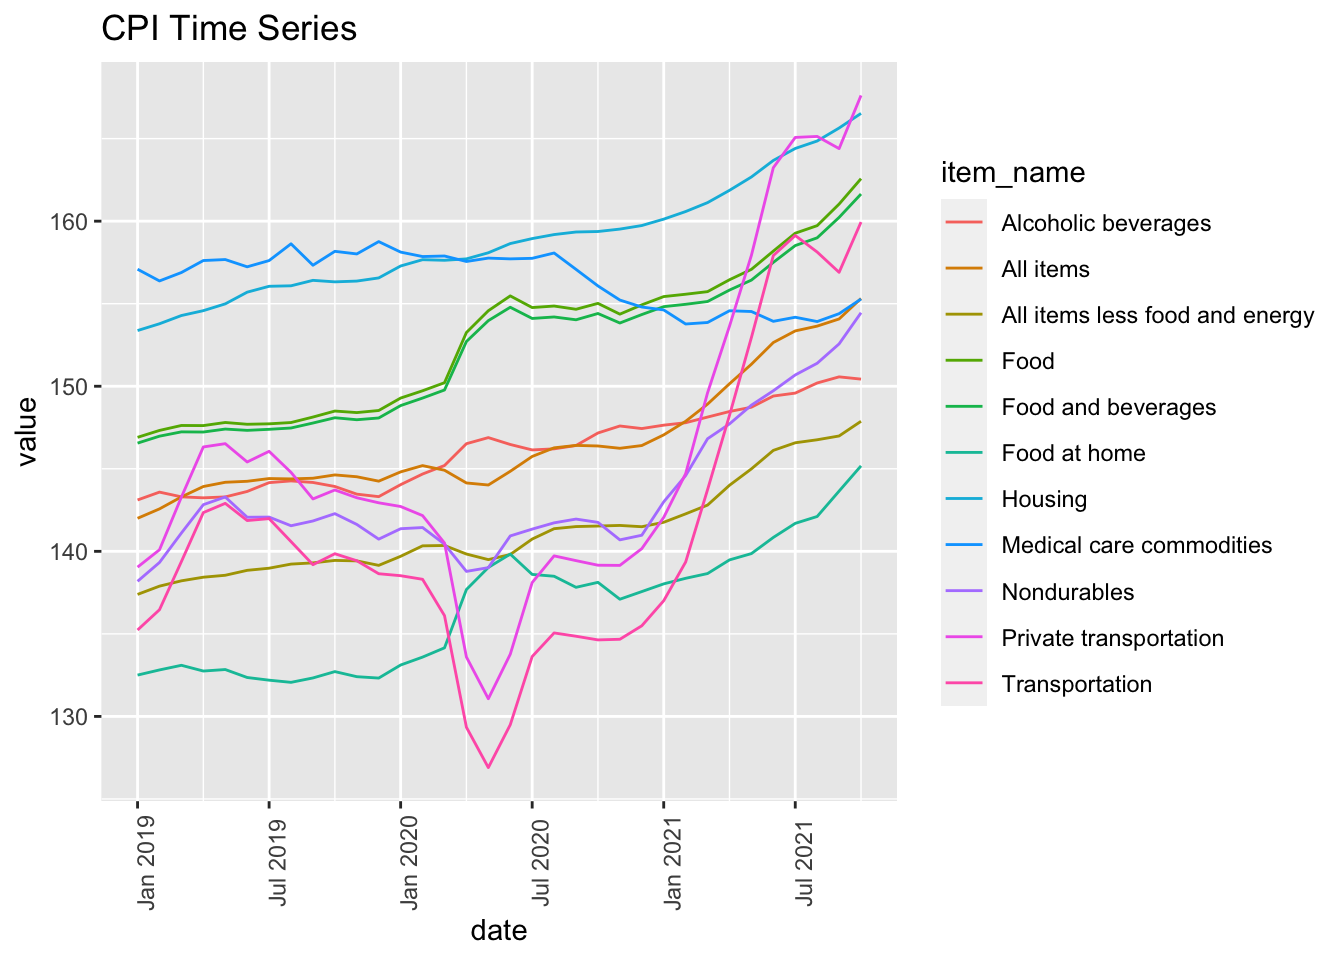 CPI Time Series
value
160
150
140
130
Jan 2019
Jul 2019
Jan 2020
Jul 2020
Jan 2021
Jul 2021
date
item_name
Alcoholic beverages
All items
All items less food and energy
Food
Food and beverages
Food at home
Housing
Medical care commodities
Nondurables
Private transportation
Transportation